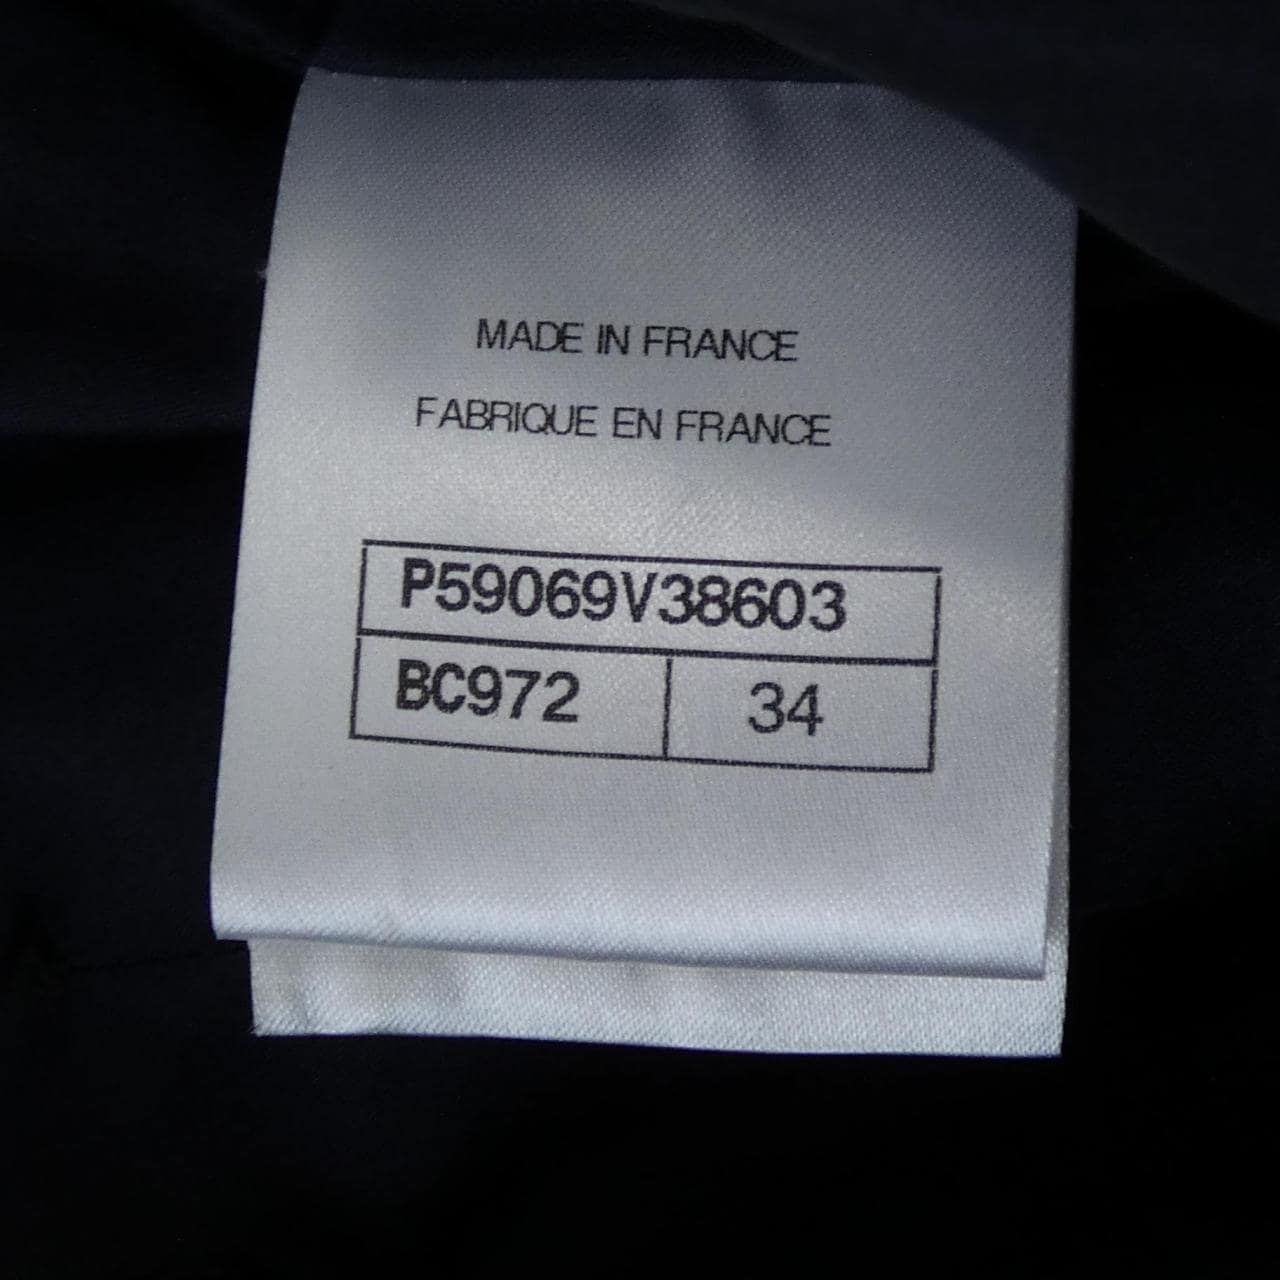 MADE IN FRANCE
FABRIQUE EN FRANCE
P59069V38603
BC972 34